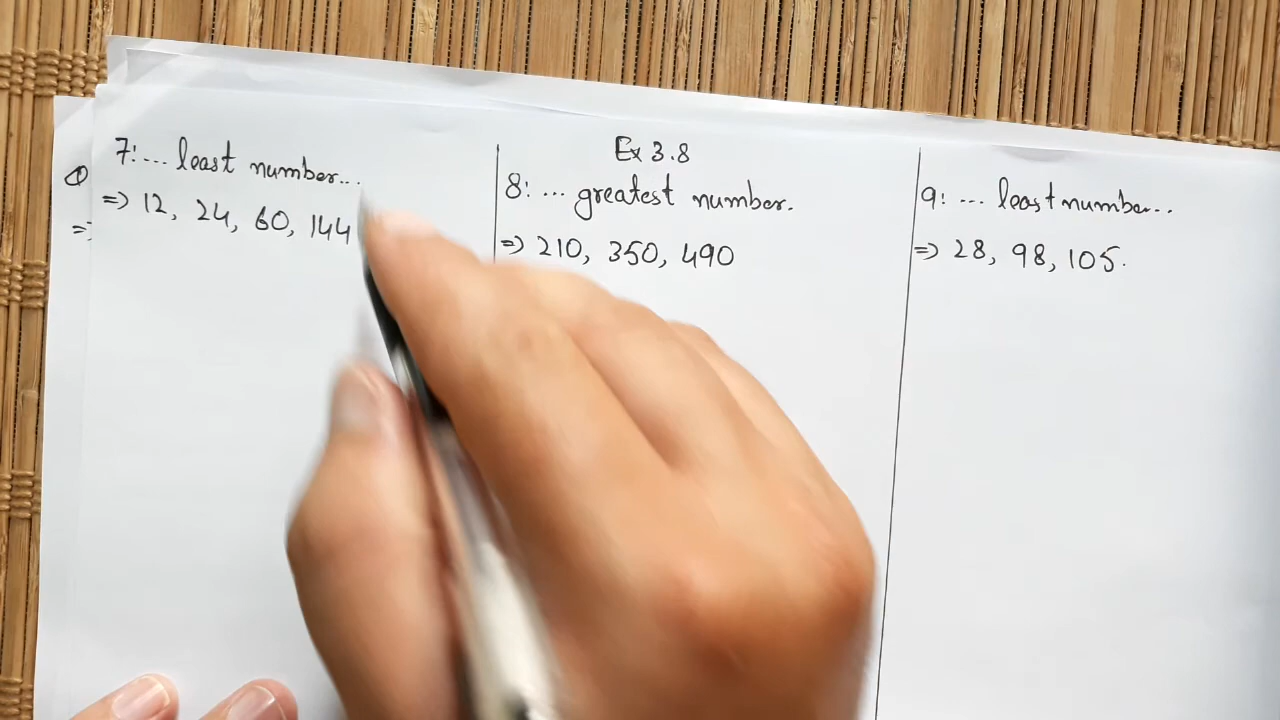 Ex 3.8
7:... least number...
=> 12, 24, 60, 144
8: ... greatest number.
=> 210, 350, 490
9: ... least number...
=> 28, 98, 105.